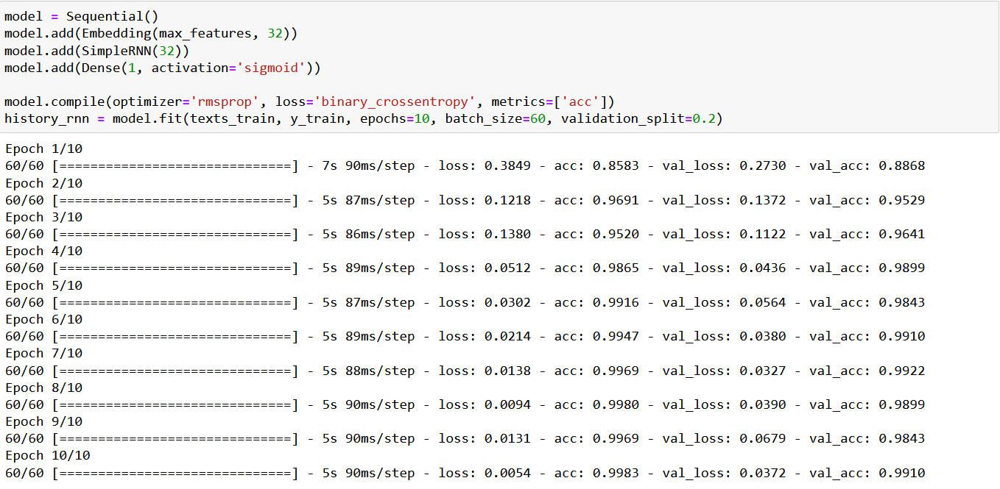 model = Sequential()
model.add(Embedding(max_features, 32))
model.add(SimpleRNN(32))
model.add(Dense(1, activation='sigmoid'))
model.compile(optimizer='rmsprop', loss='binary_crossentropy', metrics=['acc'])
history_rnn = model.fit(texts_train, y_train, epochs=10, batch_size=60, validation_split=0.2)
Epoch 1/10
60/60 [==============================] - 7s 90ms/step - loss: 0.3849 - acc: 0.8583 - val_loss: 0.2730 - val_acc: 0.8868
Epoch 2/10
60/60 [==============================] - 5s 87ms/step - loss: 0.1218 - acc: 0.9691 - val_loss: 0.1372 - val_acc: 0.9529
Epoch 3/10
60/60 [==============================] - 5s 86ms/step - loss: 0.1380 - acc: 0.9520 - val_loss: 0.1122 - val_acc: 0.9641
Epoch 4/10
60/60 [==============================] - 5s 89ms/step - loss: 0.0512 - acc: 0.9865 - val_loss: 0.0436 - val_acc: 0.9899
Epoch 5/10
60/60 [==============================] - 5s 87ms/step - loss: 0.0302 - acc: 0.9916 - val_loss: 0.0564 - val_acc: 0.9843
Epoch 6/10
60/60 [==============================] - 5s 89ms/step - loss: 0.0214 - acc: 0.9947 - val_loss: 0.0380 - val_acc: 0.9910
Epoch 7/10
60/60 [==============================] - 5s 88ms/step - loss: 0.0138 - acc: 0.9969 - val_loss: 0.0327 - val_acc: 0.9922
Epoch 8/10
60/60 [==============================] - 5s 90ms/step - loss: 0.0094 - acc: 0.9980 - val_loss: 0.0390 - val_acc: 0.9899
Epoch 9/10
60/60 [==============================] - 5s 90ms/step - loss: 0.0131 - acc: 0.9969 - val_loss: 0.0679 - val_acc: 0.9843
Epoch 10/10
60/60 [==============================] - 5s 90ms/step - loss: 0.0054 - acc: 0.9983 - val_loss: 0.0372 - val_acc: 0.9910